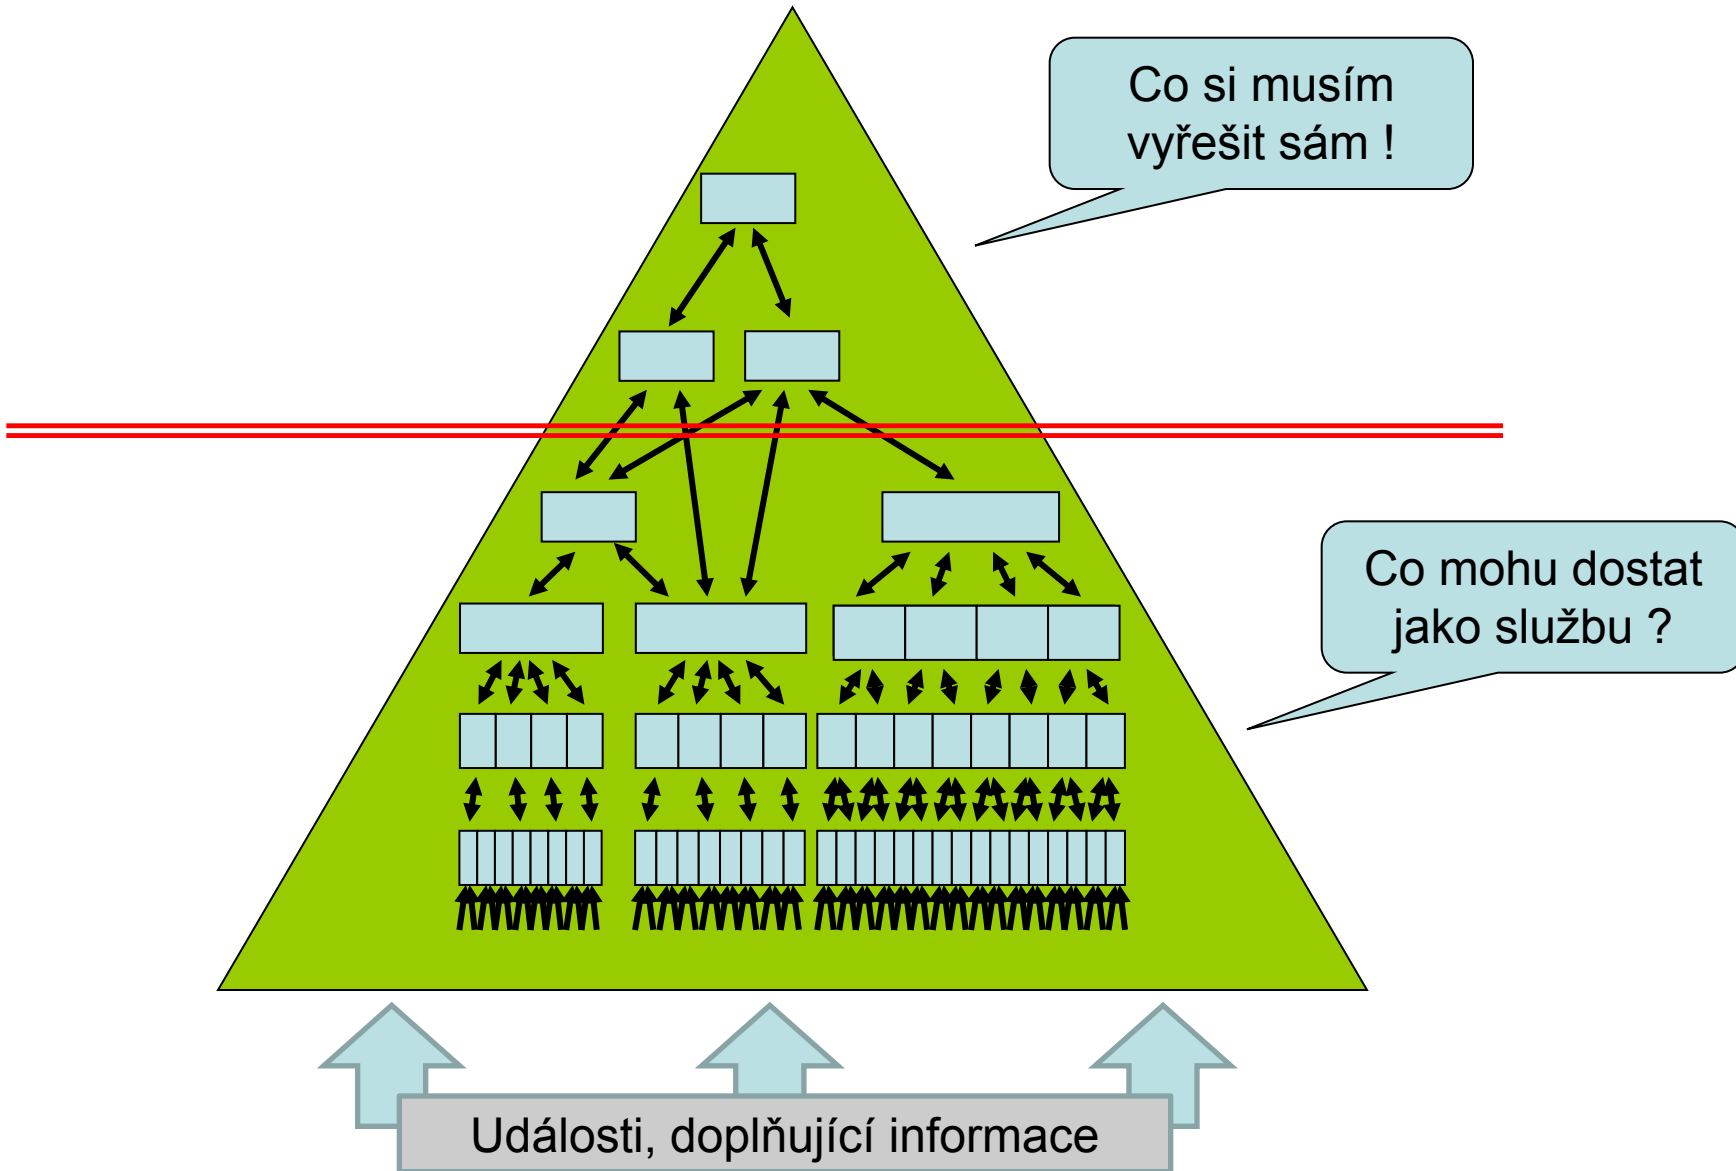 Co si musím
vyřešit sám !
Co mohu dostat
jako službu ?
Události, doplňující informace